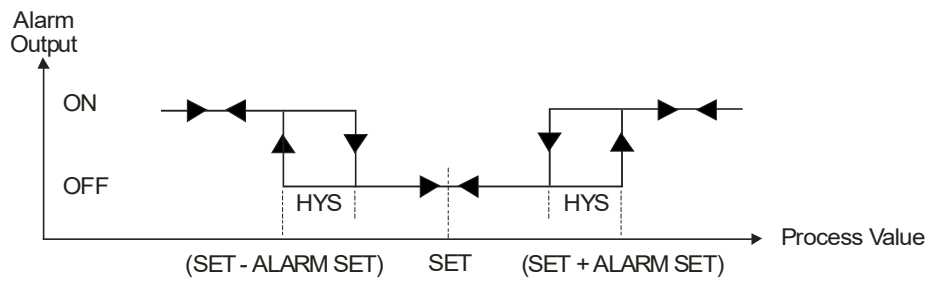 Alarm
Output
ON
OFF
HYS
HYS
Process Value
(SET - ALARM SET)
SET
(SET + ALARM SET)